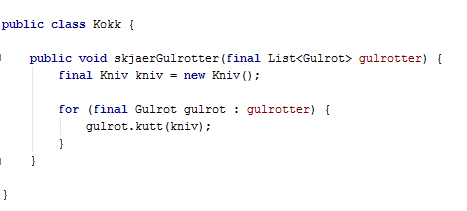 public class Kokk {
public void skjaerGulrotter(final List<Gulrot> gulrotter) {
final Kniv kniv = new Kniv();
for (final Gulrot gulrot : gulrotter) {
gulrot.kutt(kniv);
}
}
}